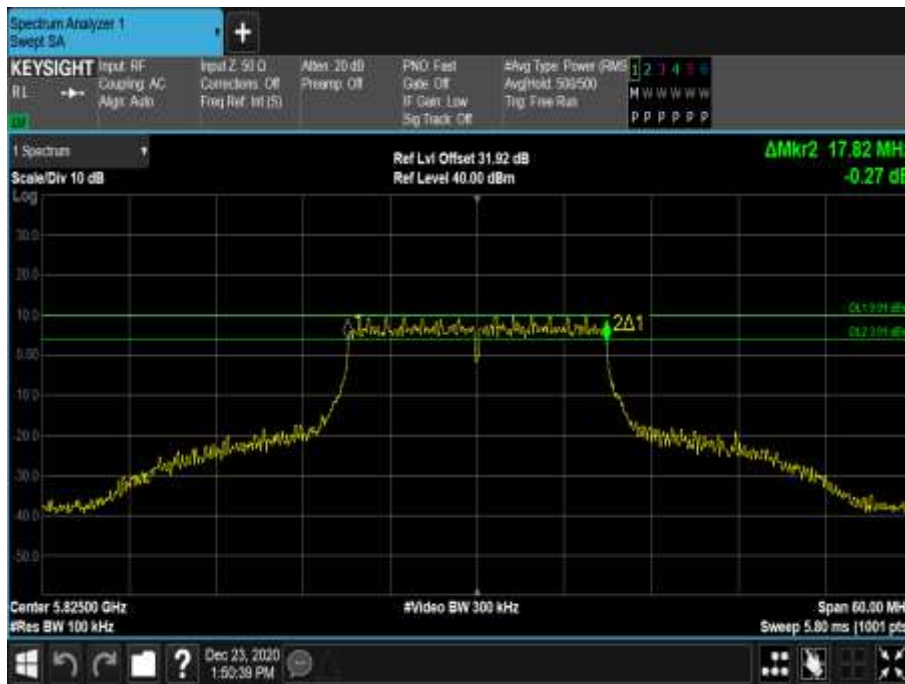 Spectrum Analyzer 1
Swept SA
KEYSIGHT
RL
Input: RF
Coupling: AC
Align: Auto
Input Z: 50 Ω
Corrections: Off
Freq Ref: Int (S)
Atten: 20 dB
Preamp: Off
PNO: Fast
Gate: Off
IF Gain: Low
Sig Track: Off
#Avg Type: Power (RMS
Avg|Hold: 500/500
Trig: Free Run
1 2 3 4 5 6
M W W W W W
P P P P P P
1 Spectrum
Scale/Div 10 dB
Ref Lvl Offset 31.92 dB
Ref Level 40.00 dBm
ΔMkr2 17.82 MH
-0.27 dB
Log
30.0
20.0
10.0
0.00
-10.0
-20.0
-30.0
-40.0
-50.0
2Δ1
Center 5.82500 GHz
#Video BW 300 kHz
Span 60.00 MH
#Res BW 100 kHz
Sweep 5.80 ms (1001 pts
?
Dec 23, 2020
1:50:39 PM